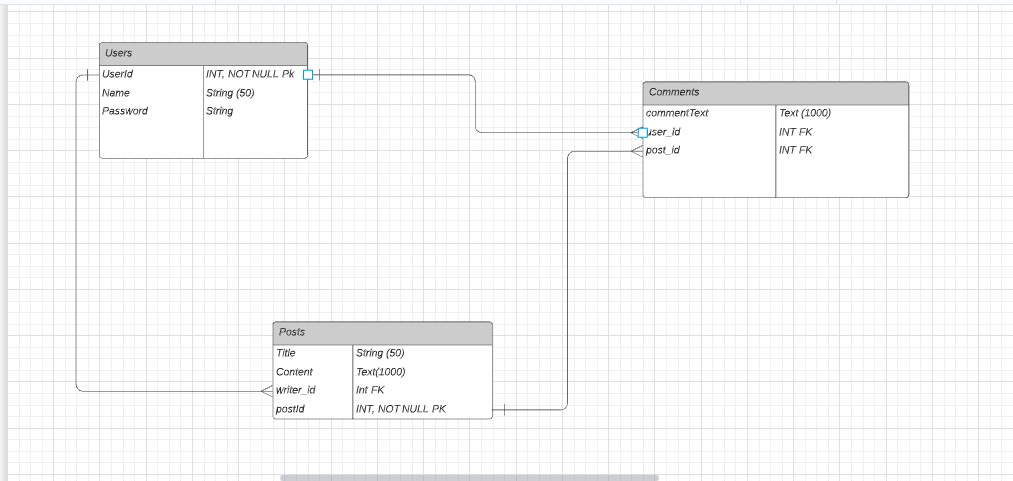 Users
UserId INT, NOT NULL Pk
Name String (50)
Password String
Comments
commentText Text (1000)
user_id INT FK
post_id INT FK
Posts
Title String (50)
Content Text(1000)
writer_id Int FK
postId INT, NOT NULL PK